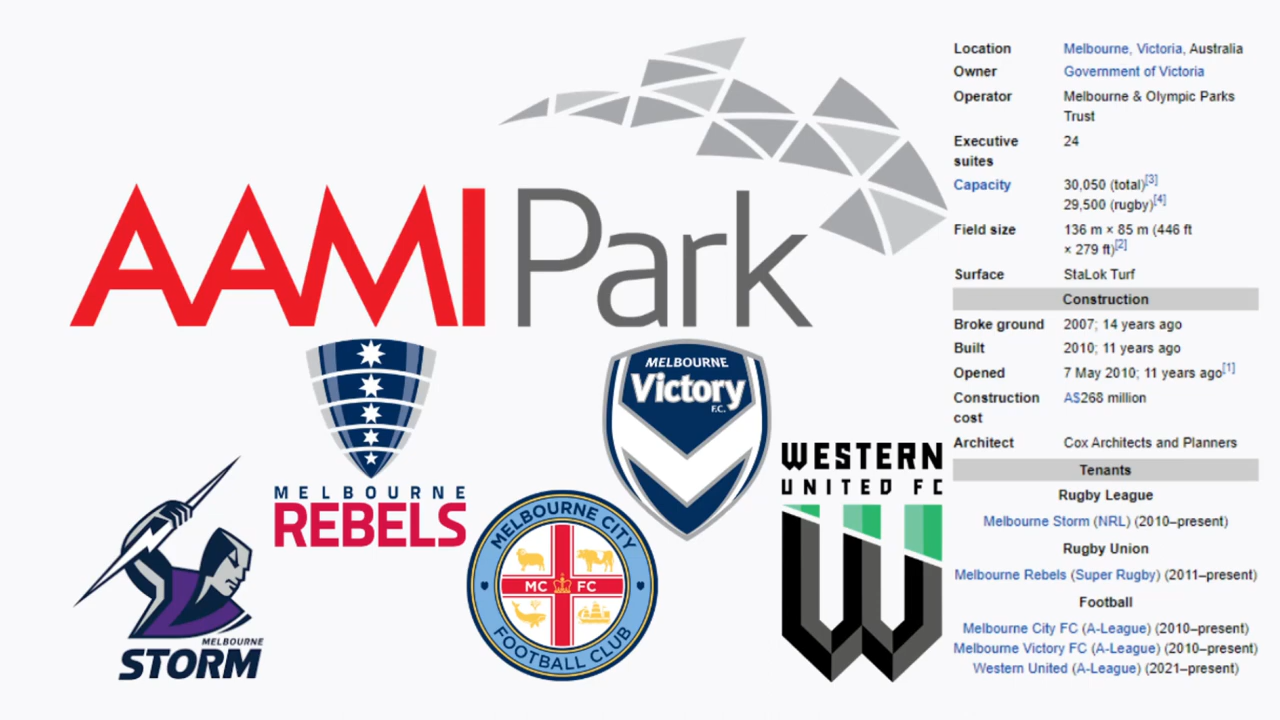 AAMI Park
MELBOURNE
REBELS
MELBOURNE
Victory
F.C.
WESTERN
UNITED FC
MELBOURNE CITY
MC FC
FOOTBALL CLUB
MELBOURNE
STORM
Location Melbourne, Victoria, Australia
Owner Government of Victoria
Operator Melbourne & Olympic Parks
Trust
Executive 24
suites
Capacity 30,050 (total)[3]
29,500 (rugby)[4]
Field size 136 m × 85 m (446 ft
× 279 ft)[2]
Surface StaLok Turf
Construction
Broke ground 2007; 14 years ago
Built 2010; 11 years ago
Opened 7 May 2010; 11 years ago[1]
Construction A$268 million
cost
Architect Cox Architects and Planners
Tenants
Rugby League
Melbourne Storm (NRL) (2010–present)
Rugby Union
Melbourne Rebels (Super Rugby) (2011–present)
Football
Melbourne City FC (A-League) (2010–present)
Melbourne Victory FC (A-League) (2010–present)
Western United (A-League) (2021–present)